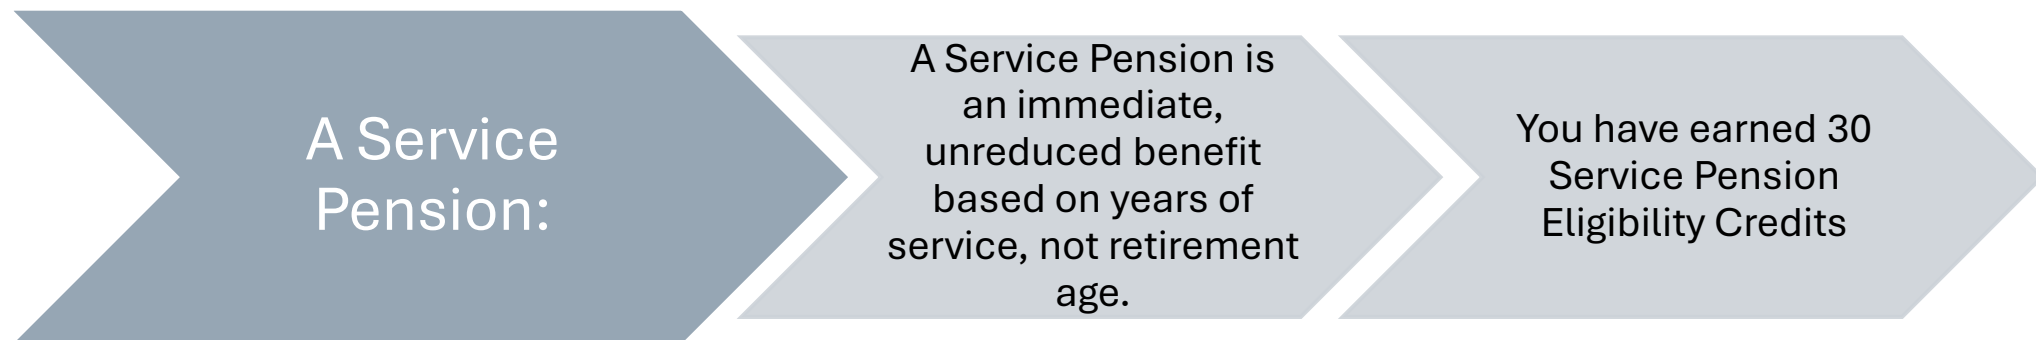 A Service
Pension:
A Service Pension is
an immediate,
unreduced benefit
based on years of
service, not retirement
age.
You have earned 30
Service Pension
Eligibility Credits